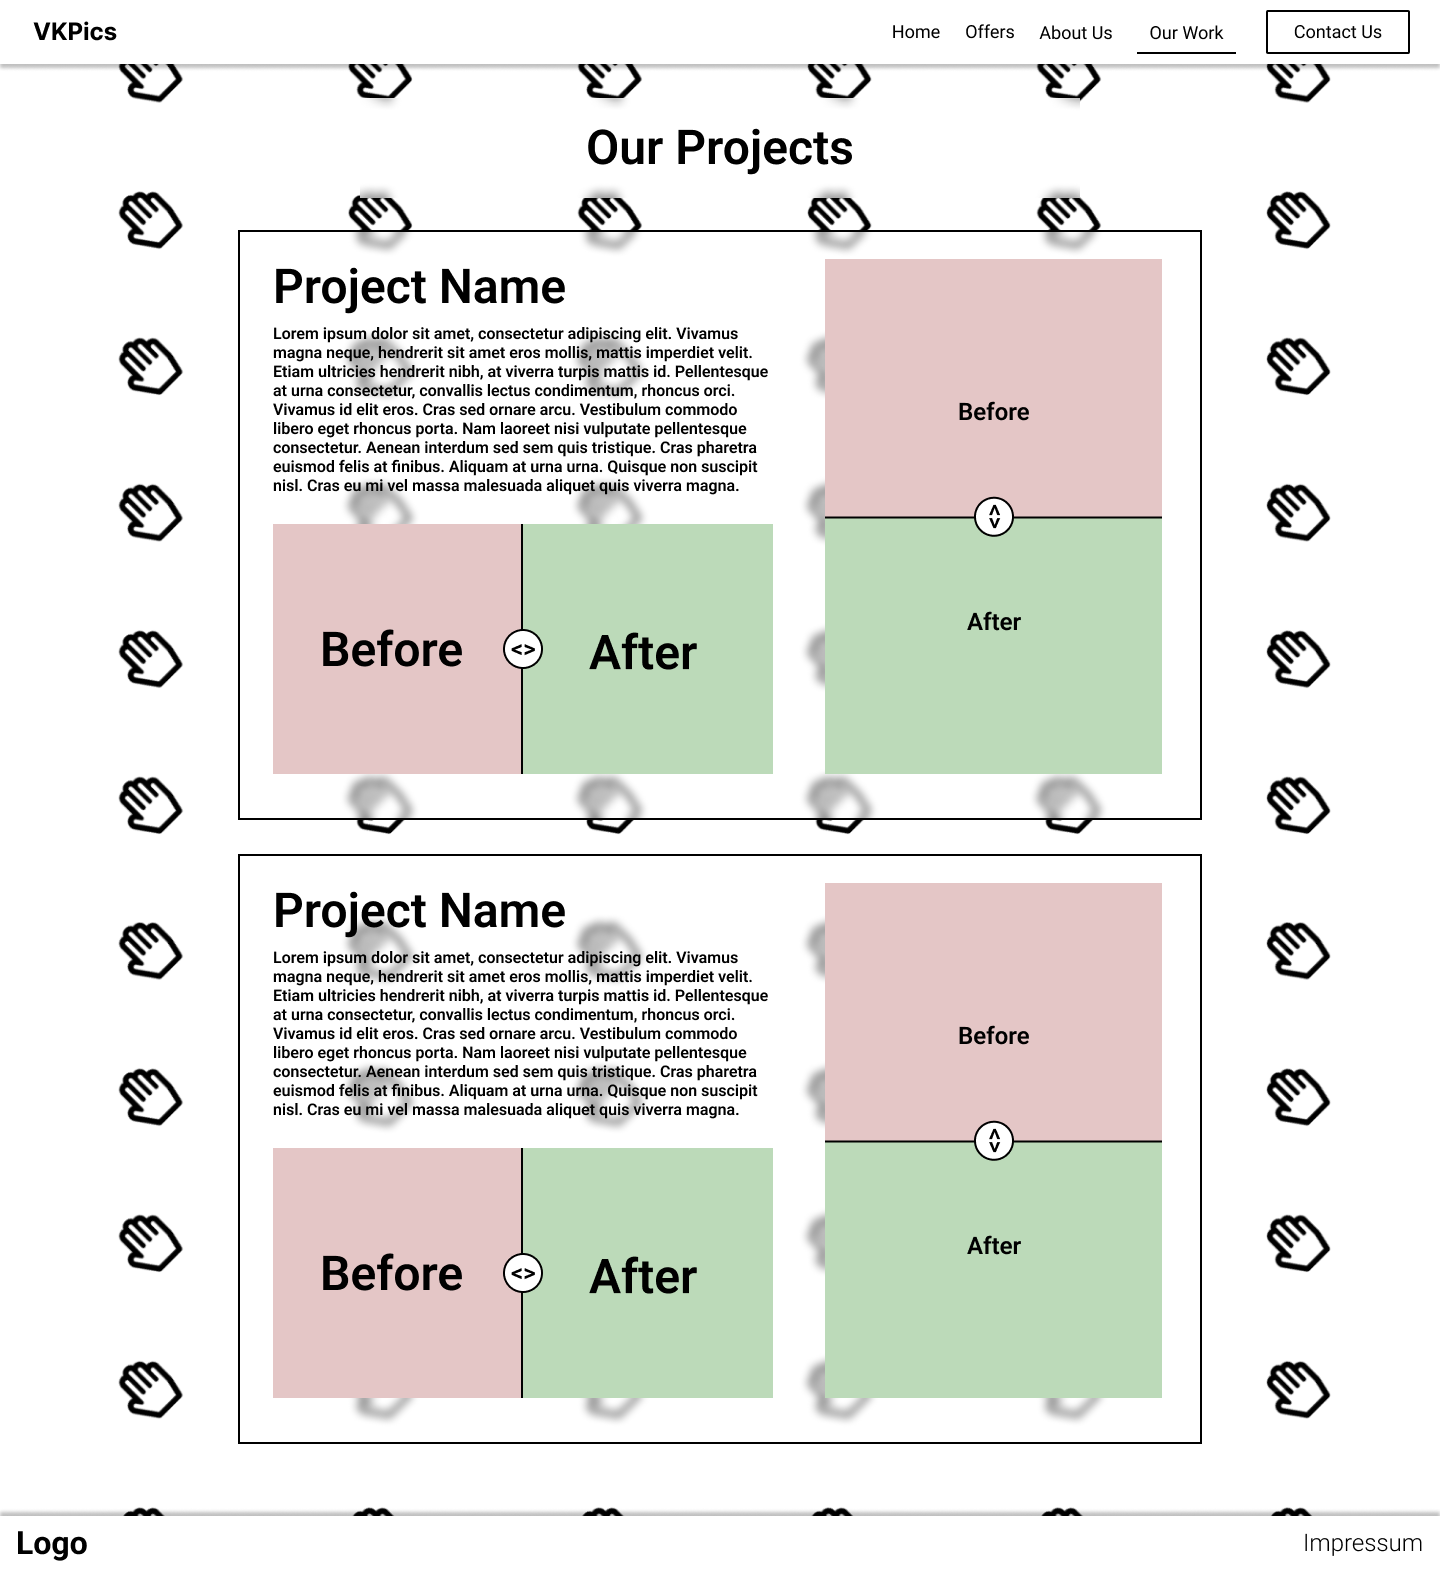 VKPics
Home
Offers
About Us
Our Work
Contact Us
Our Projects
Project Name
Lorem ipsum dolor sit amet, consectetur adipiscing elit. Vivamus
magna neque, hendrerit sit amet eros mollis, mattis imperdiet velit.
Etiam ultricies hendrerit nibh, at viverra turpis mattis id. Pellentesque
at urna consectetur, convallis lectus condimentum, rhoncus orci.
Vivamus id elit eros. Cras sed ornare arcu. Vestibulum commodo
libero eget rhoncus porta. Nam laoreet nisi vulputate pellentesque
consectetur. Aenean interdum sed sem quis tristique. Cras pharetra
euismod felis at finibus. Aliquam at urna urna. Quisque non suscipit
nisl. Cras eu mi vel massa malesuada aliquet quis viverra magna.
Before
<>
After
Before
<>
After
Project Name
Lorem ipsum dolor sit amet, consectetur adipiscing elit. Vivamus
magna neque, hendrerit sit amet eros mollis, mattis imperdiet velit.
Etiam ultricies hendrerit nibh, at viverra turpis mattis id. Pellentesque
at urna consectetur, convallis lectus condimentum, rhoncus orci.
Vivamus id elit eros. Cras sed ornare arcu. Vestibulum commodo
libero eget rhoncus porta. Nam laoreet nisi vulputate pellentesque
consectetur. Aenean interdum sed sem quis tristique. Cras pharetra
euismod felis at finibus. Aliquam at urna urna. Quisque non suscipit
nisl. Cras eu mi vel massa malesuada aliquet quis viverra magna.
Before
<>
After
Before
<>
After
Logo
Impressum